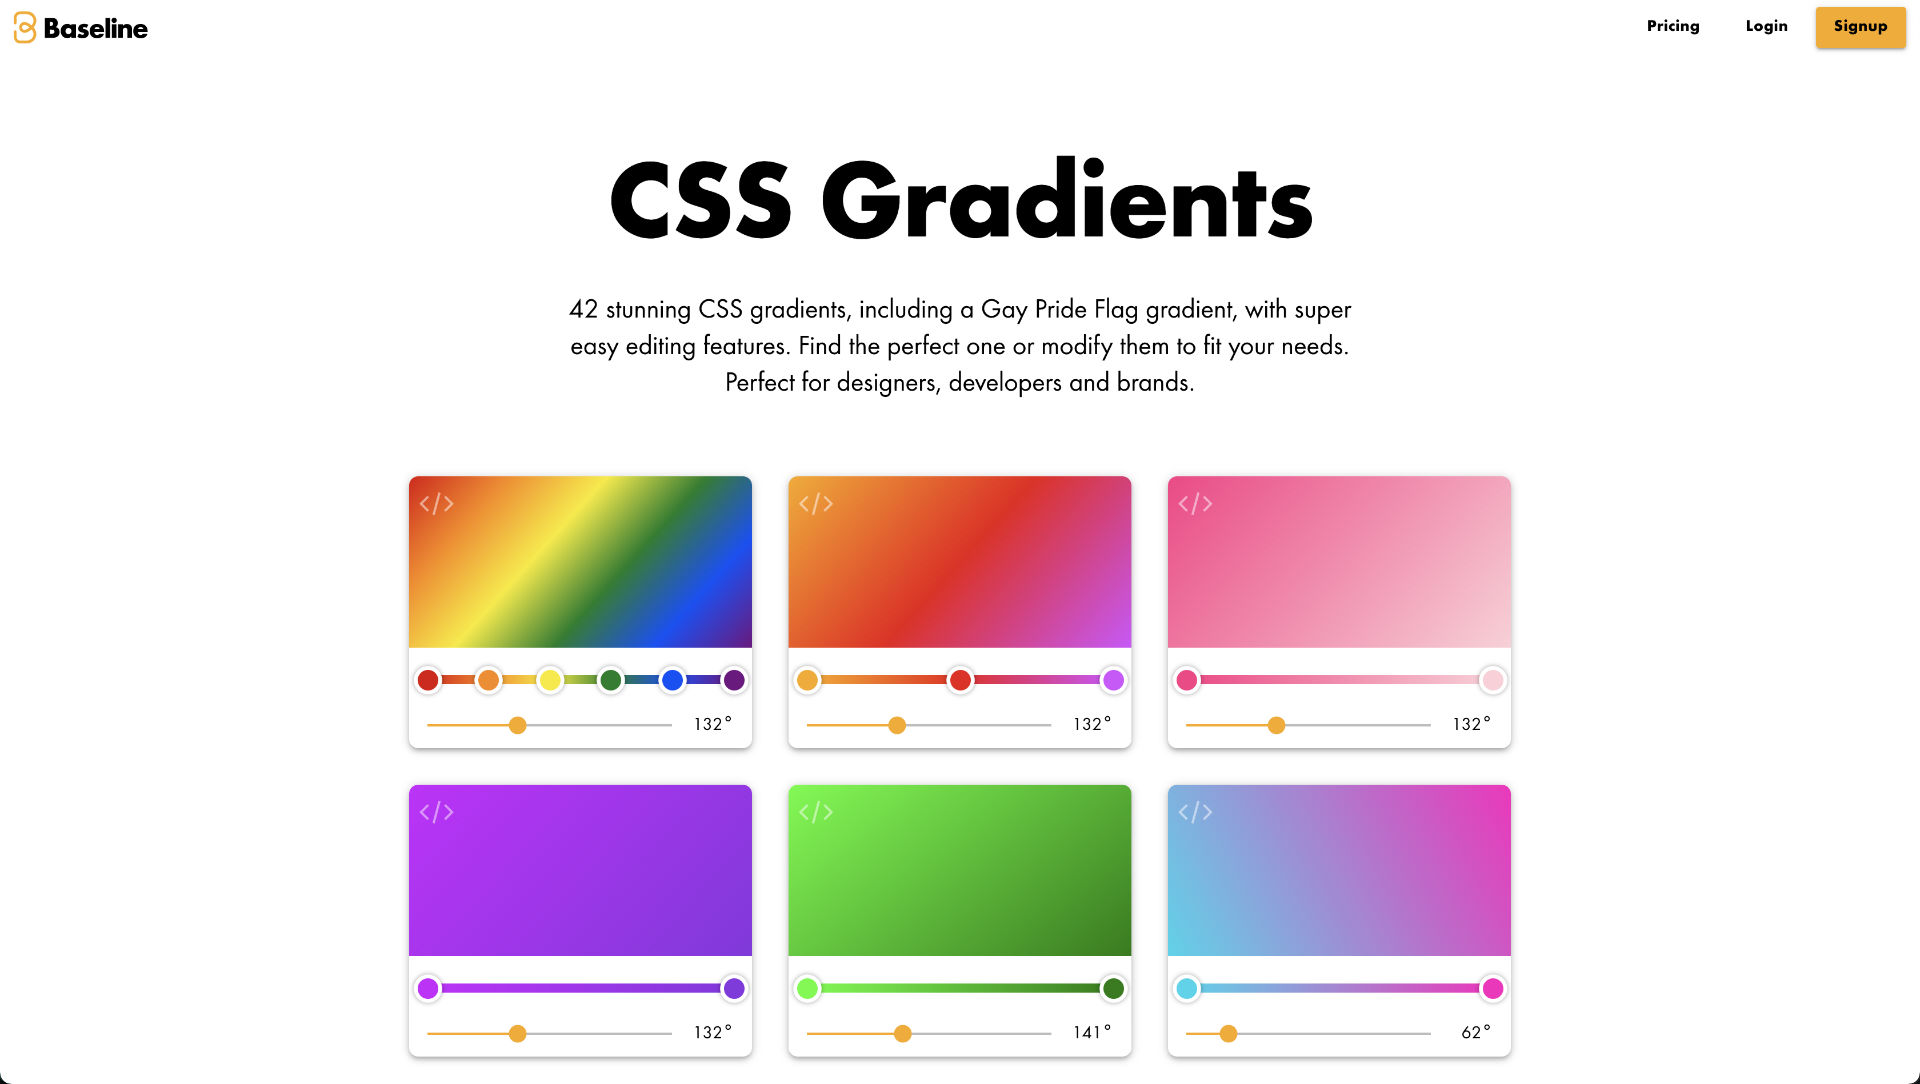 Baseline
Pricing
Login
Signup
CSS Gradients
42 stunning CSS gradients, including a Gay Pride Flag gradient, with super
easy editing features. Find the perfect one or modify them to fit your needs.
Perfect for designers, developers and brands.
</>
</>
</>
132°
132°
132°
</>
</>
</>
132°
141°
62°